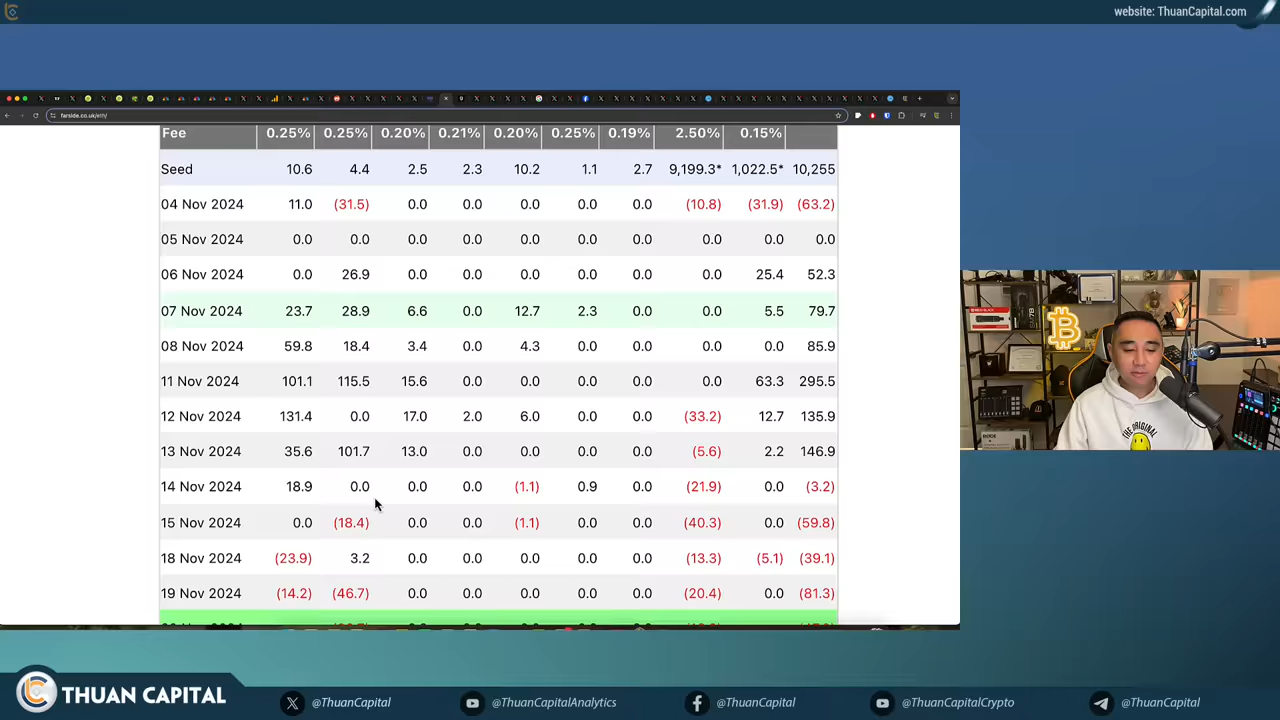 website: ThuanCapital.com
farside.co.uk/eth/
Fee 0.25% 0.25% 0.20% 0.21% 0.20% 0.25% 0.19% 2.50% 0.15%
Seed 10.6 4.4 2.5 2.3 10.2 1.1 2.7 9,199.3* 1,022.5* 10,255
04 Nov 2024 11.0 (31.5) 0.0 0.0 0.0 0.0 0.0 (10.8) (31.9) (63.2)
05 Nov 2024 0.0 0.0 0.0 0.0 0.0 0.0 0.0 0.0 0.0 0.0
06 Nov 2024 0.0 26.9 0.0 0.0 0.0 0.0 0.0 0.0 25.4 52.3
07 Nov 2024 23.7 28.9 6.6 0.0 12.7 2.3 0.0 0.0 5.5 79.7
08 Nov 2024 59.8 3.4 0.0 4.3 0.0 0.0 0.0 0.0 85.9
11 Nov 2024 101.1 115.5 15.6 0.0 0.0 0.0 0.0 0.0 63.3 295.5
12 Nov 2024 131.4 0.0 17.0 2.0 6.0 0.0 0.0 (33.2) 12.7 135.9
13 Nov 2024 35.6 101.7 13.0 0.0 0.0 0.0 0.0 (5.6) 2.2 146.9
14 Nov 2024 18.9 0.0 0.0 0.0 (1.1) 0.9 0.0 (21.9) 0.0 (3.2)
15 Nov 2024 0.0 (18.4) 0.0 0.0 (1.1) 0.0 0.0 (40.3) 0.0 (59.8)
18 Nov 2024 (23.9) 3.2 0.0 0.0 0.0 0.0 0.0 (13.3) (5.1) (39.1)
19 Nov 2024 (14.2) (46.7) 0.0 0.0 0.0 0.0 0.0 (20.4) 0.0 (81.3)
THE ORIGINAL
THUAN CAPITAL
@ThuanCapital
@ThuanCapitalAnalytics
@ThuanCapital
@ThuanCapitalCrypto
@ThuanCapital